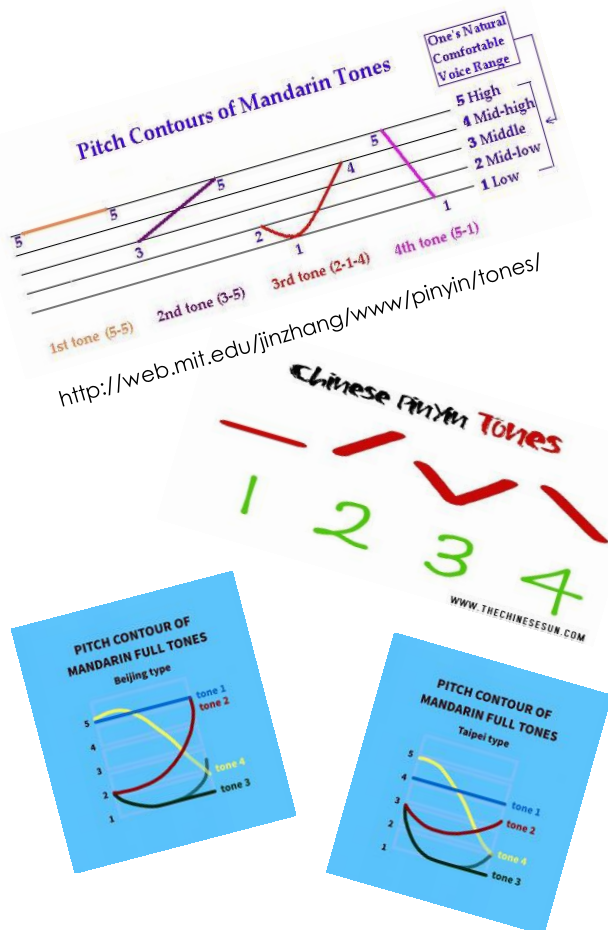 One's Natural
Comfortable
Voice Range
Pitch Contours of Mandarin Tones
5 High
4 Mid-high
3 Middle
2 Mid-low
1 Low
5 5
3 5
2 1 4
5 1
1st tone (5-5) 2nd tone (3-5) 3rd tone (2-1-4) 4th tone (5-1)
http://web.mit.edu/jinzhang/www/pinyin/tones/
Chinese PinYin Tones
1 2 3 4
WWW.THECHINESESUN.COM
PITCH CONTOUR OF
MANDARIN FULL TONES
Beijing type
5
4
3
2
1
tone 1
tone 2
tone 4
tone 3
PITCH CONTOUR OF
MANDARIN FULL TONES
Taipei type
5
4
3
2
1
tone 1
tone 2
tone 4
tone 3